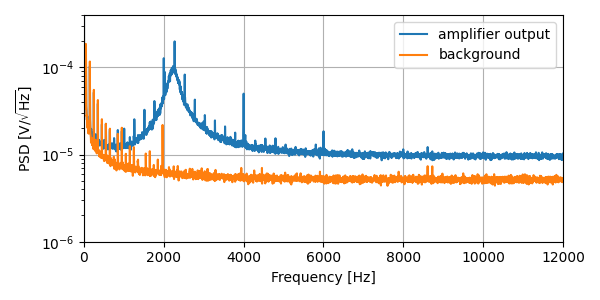 amplifier output
background
PSD [V/√Hz]
10⁻⁴
10⁻⁵
10⁻⁶
0 2000 4000 6000 8000 10000 12000
Frequency [Hz]